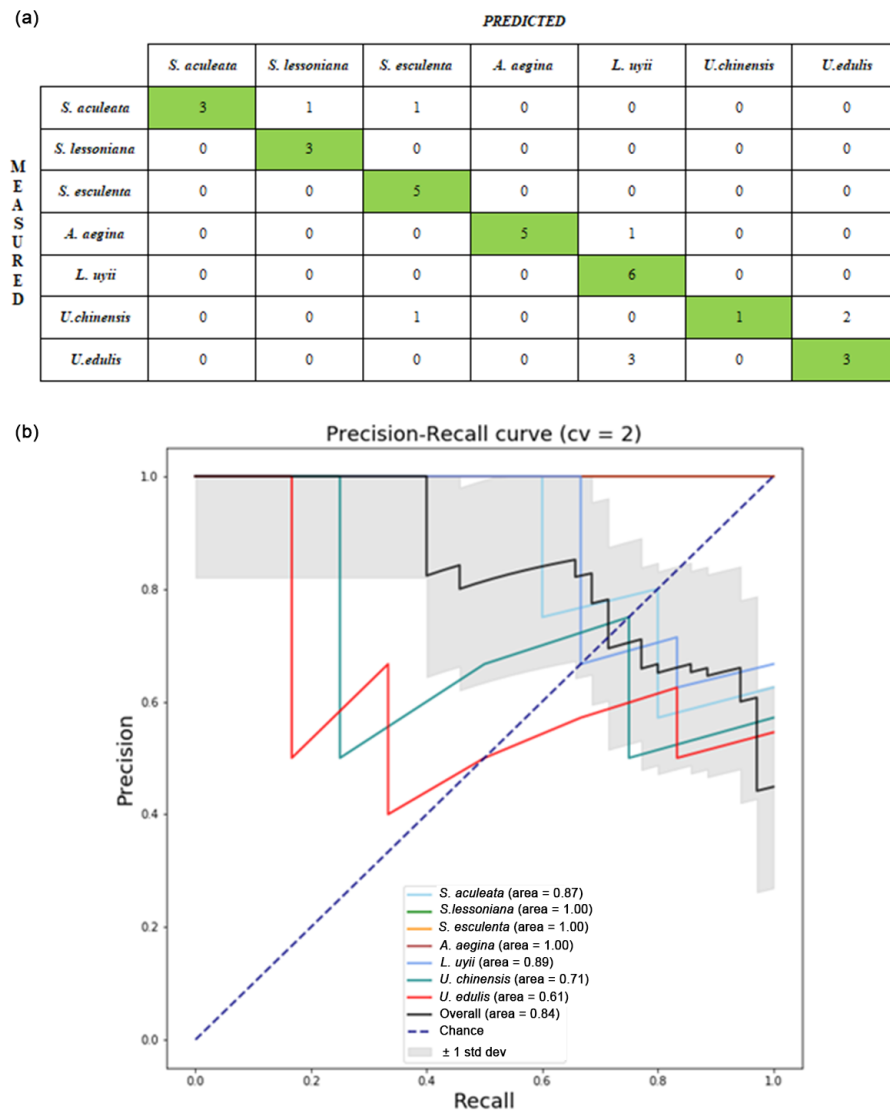 (a)
PREDICTED
S. aculeata S. lessoniana S. esculenta A. aegina L. uyii U.chinensis U.edulis
MEASURED
S. aculeata 3 1 1 0 0 0 0
S. lessoniana 0 3 0 0 0 0 0
S. esculenta 0 0 5 0 0 0 0
A. aegina 0 0 0 5 1 0 0
L. uyii 0 0 0 0 6 0 0
U.chinensis 0 0 1 0 0 1 2
U.edulis 0 0 0 0 3 0 3
(b)
Precision-Recall curve (cv = 2)
Precision
1.0
0.8
0.6
0.4
0.2
0.0
S. aculeata (area = 0.87)
S.lessoniana (area = 1.00)
S. esculenta (area = 1.00)
A. aegina (area = 1.00)
L. uyii (area = 0.89)
U. chinensis (area = 0.71)
U. edulis (area = 0.61)
Overall (area = 0.84)
Chance
± 1 std dev
0.0 0.2 0.4 0.6 0.8 1.0
Recall